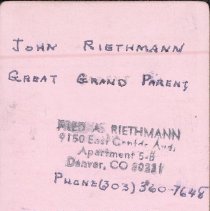 JOHN RIETHMANN
GREAT GRAND PARENT
FRED A. RIETHMANN
9150 East Center Ave.
Apartment 5-B
Denver, CO 80231
PHONE (303) 360-7648